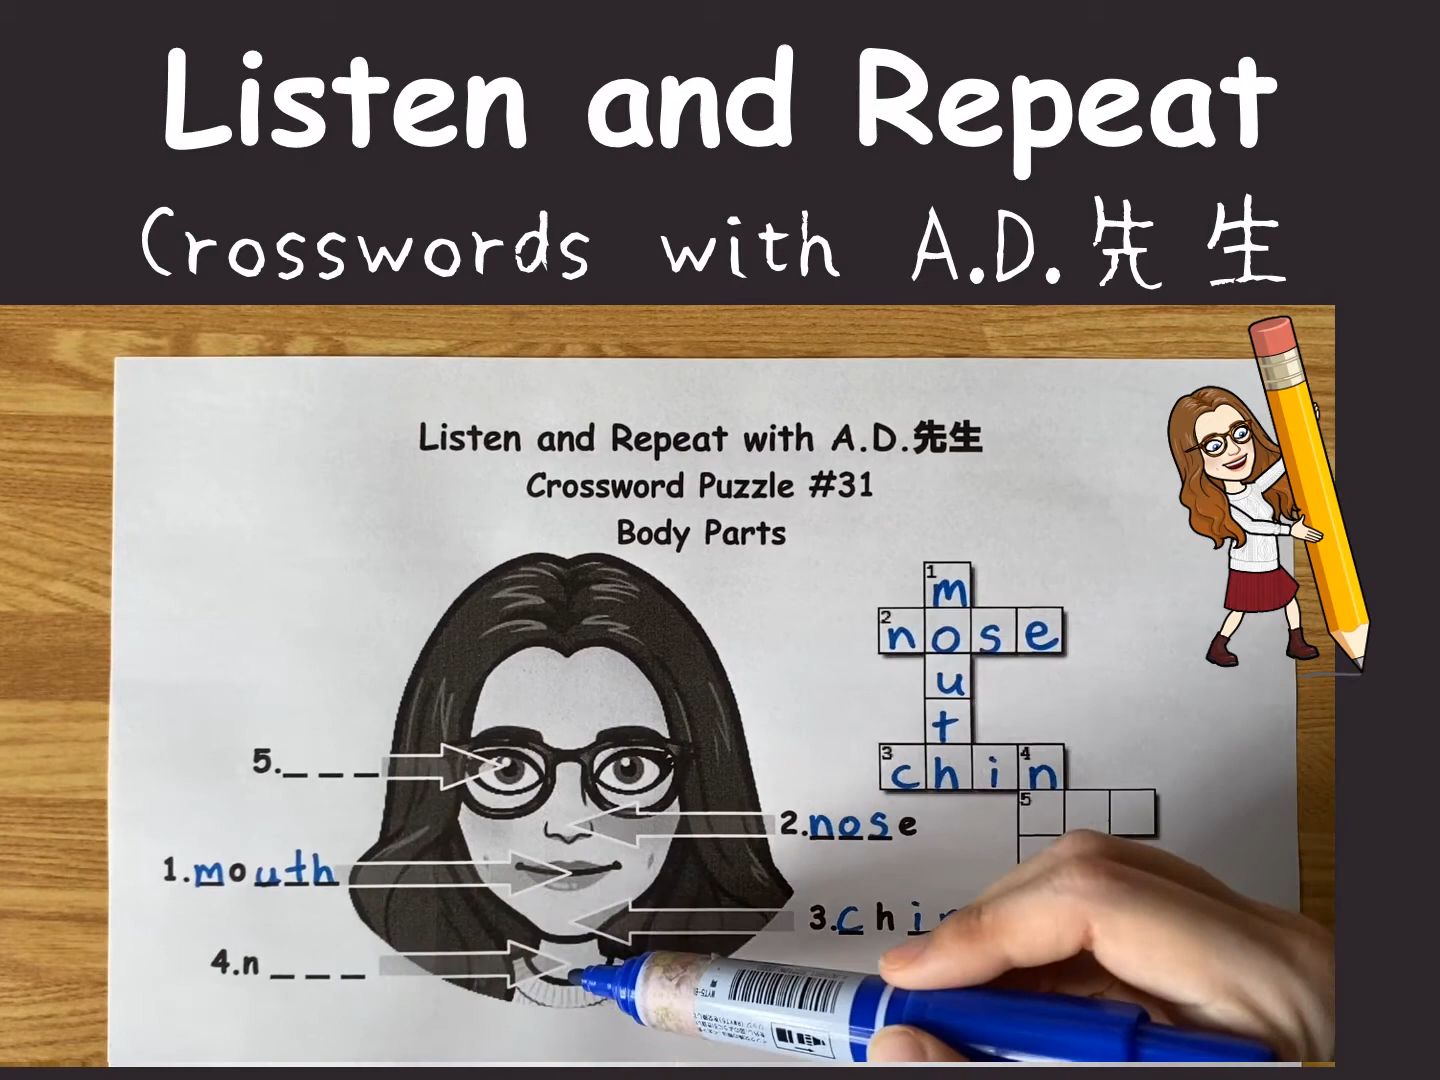 Listen and Repeat
Crosswords with A.D.先生
Listen and Repeat with A.D.先生
Crossword Puzzle #31
Body Parts
1
m
2
nose
u
t
3 4
chin
5
5._ _ _
2.nose
1.mouth
3.chi
4.n _ _ _